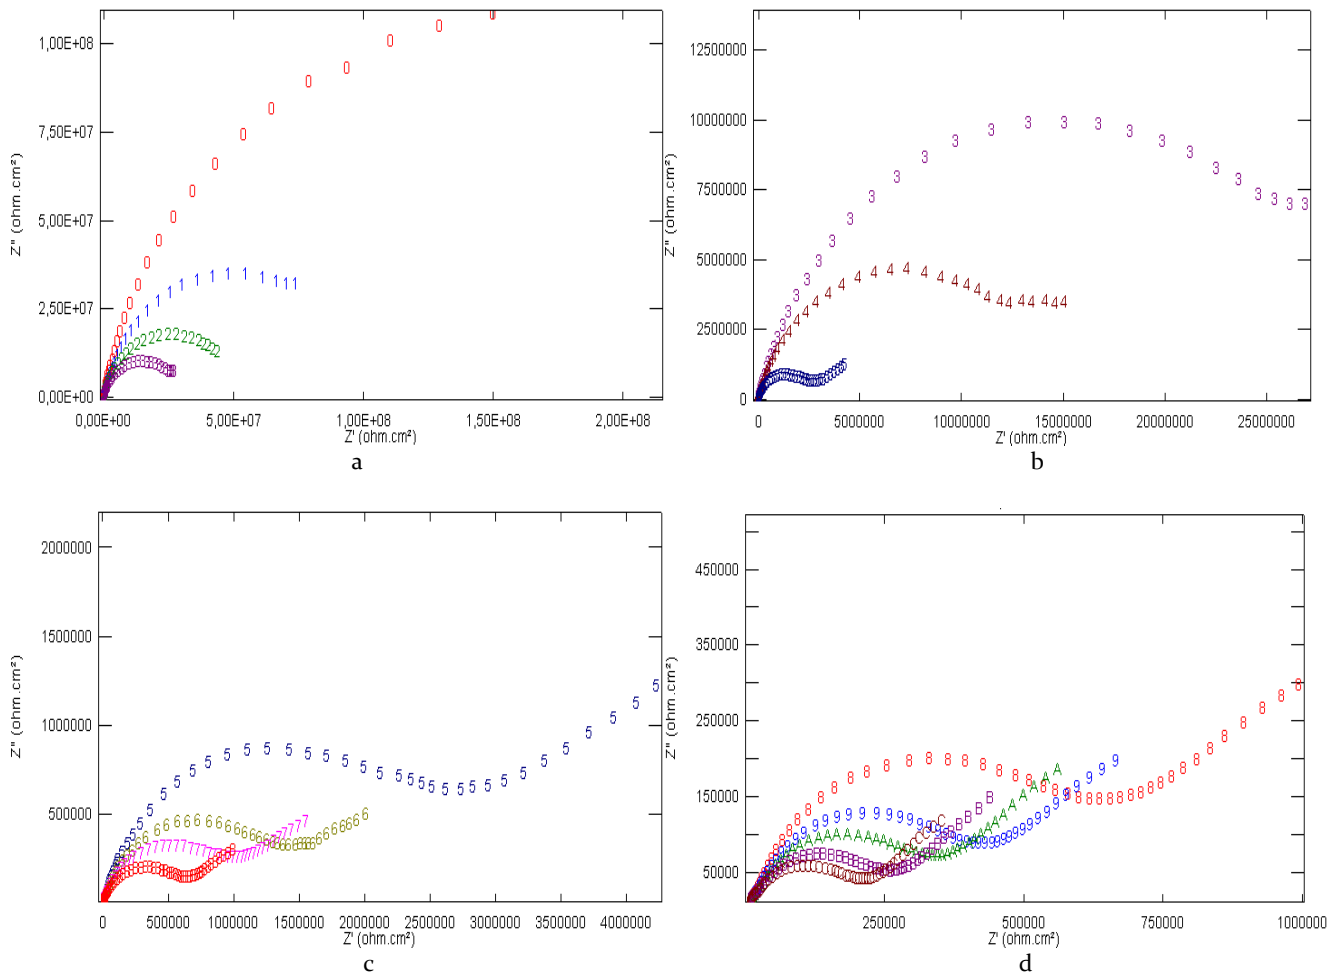 1,00E+08
7,50E+07
5,00E+07
2,50E+07
0,00E+00
Z'' (ohm.cm²)
0,00E+00 5,00E+07 1,00E+08 1,50E+08 2,00E+08
Z' (ohm.cm²)
a
12500000
10000000
7500000
5000000
2500000
0
Z'' (ohm.cm²)
0 5000000 10000000 15000000 20000000 25000000
Z' (ohm.cm²)
b
2000000
1500000
1000000
500000
Z'' (ohm.cm²)
0 500000 1000000 1500000 2000000 2500000 3000000 3500000 4000000
Z' (ohm.cm²)
c
450000
350000
250000
150000
50000
Z'' (ohm.cm²)
250000 500000 750000 1000000
Z' (ohm.cm²)
d